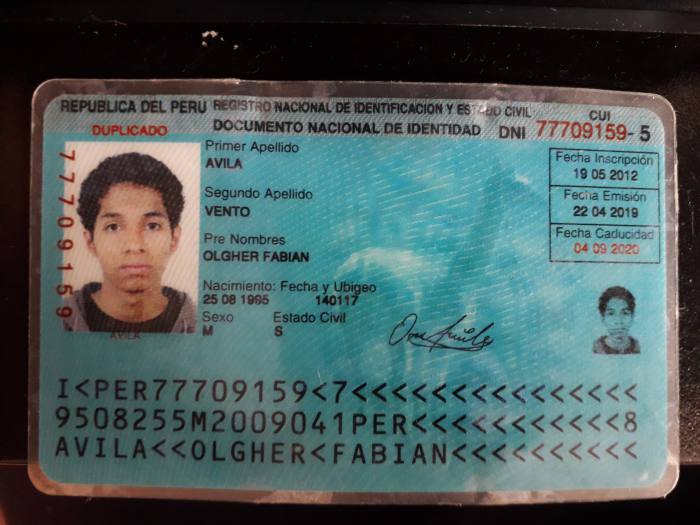 REPUBLICA DEL PERU REGISTRO NACIONAL DE IDENTIFICACION Y ESTADO CIVIL
DUPLICADO
DOCUMENTO NACIONAL DE IDENTIDAD DNI
CUI
77709159-5
77709159
AVILA
Primer Apellido
AVILA
Segundo Apellido
VENTO
Pre Nombres
OLGHER FABIAN
Nacimiento: Fecha y Ubigeo
25 08 1995 140117
Sexo Estado Civil
M S
Fecha Inscripción
19 05 2012
Fecha Emisión
22 04 2019
Fecha Caducidad
04 09 2020
I<PER77709159<7<<<<<<<<<<<<<<<
9508255M2009041PER<<<<<<<<<<<8
AVILA<<OLGHER<FABIAN<<<<<<<<<<